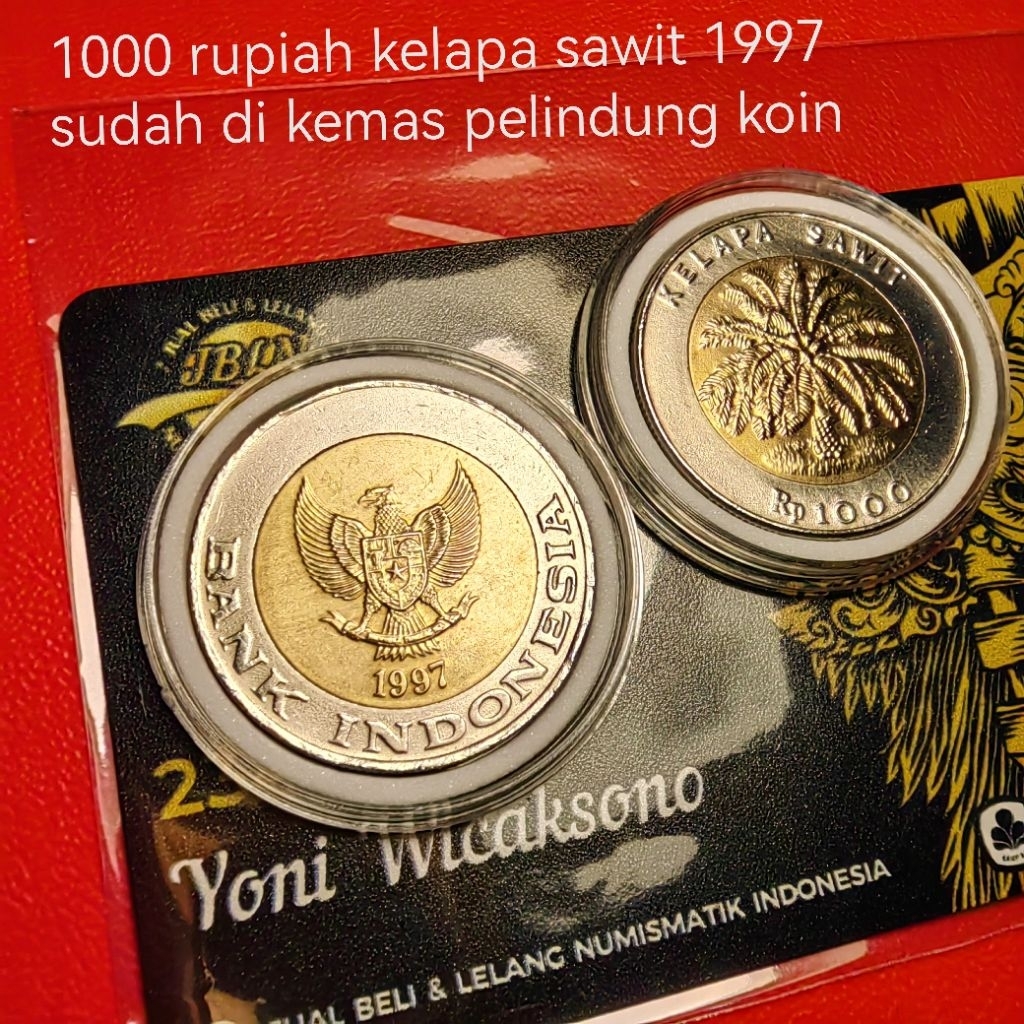 1000 rupiah kelapa sawit 1997
sudah di kemas pelindung koin
KELAPA SAWIT
Rp 1000
BANK INDONESIA
1997
Yoni Wicaksono
JUAL BELI & LELANG NUMISMATIK INDONESIA